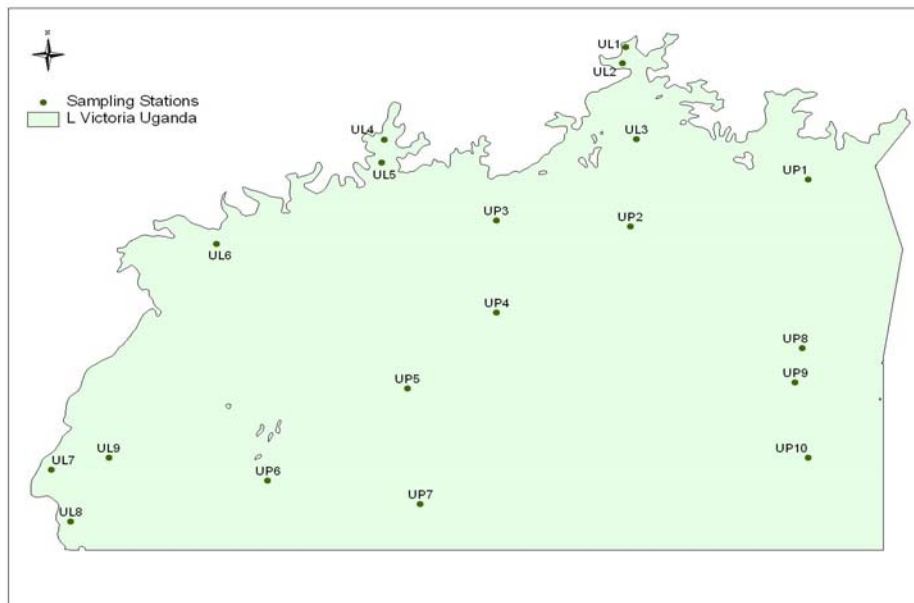 UL1
UL2
Sampling Stations
L Victoria Uganda
UL4
UL3
UL5
UP1
UP3
UP2
UL6
UP4
UP8
UP9
UP5
UL9
UL7
UP10
UP6
UP7
UL8